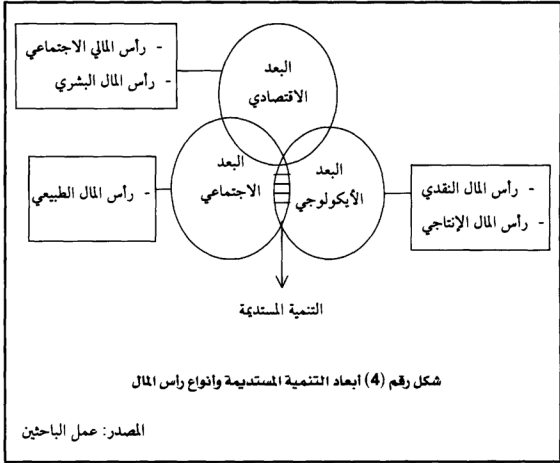 البعد
الاقتصادي
- رأس المالي الاجتماعي
- رأس المال البشري
البعد
الاجتماعي
البعد
الأيكولوجي
- رأس المال الطبيعي
- رأس المال النقدي
- رأس المال الإنتاجي
التنمية المستديمة
شكل رقم (4) أبعاد التنمية المستديمة وأنواع رأس المال
المصدر: عمل الباحثين